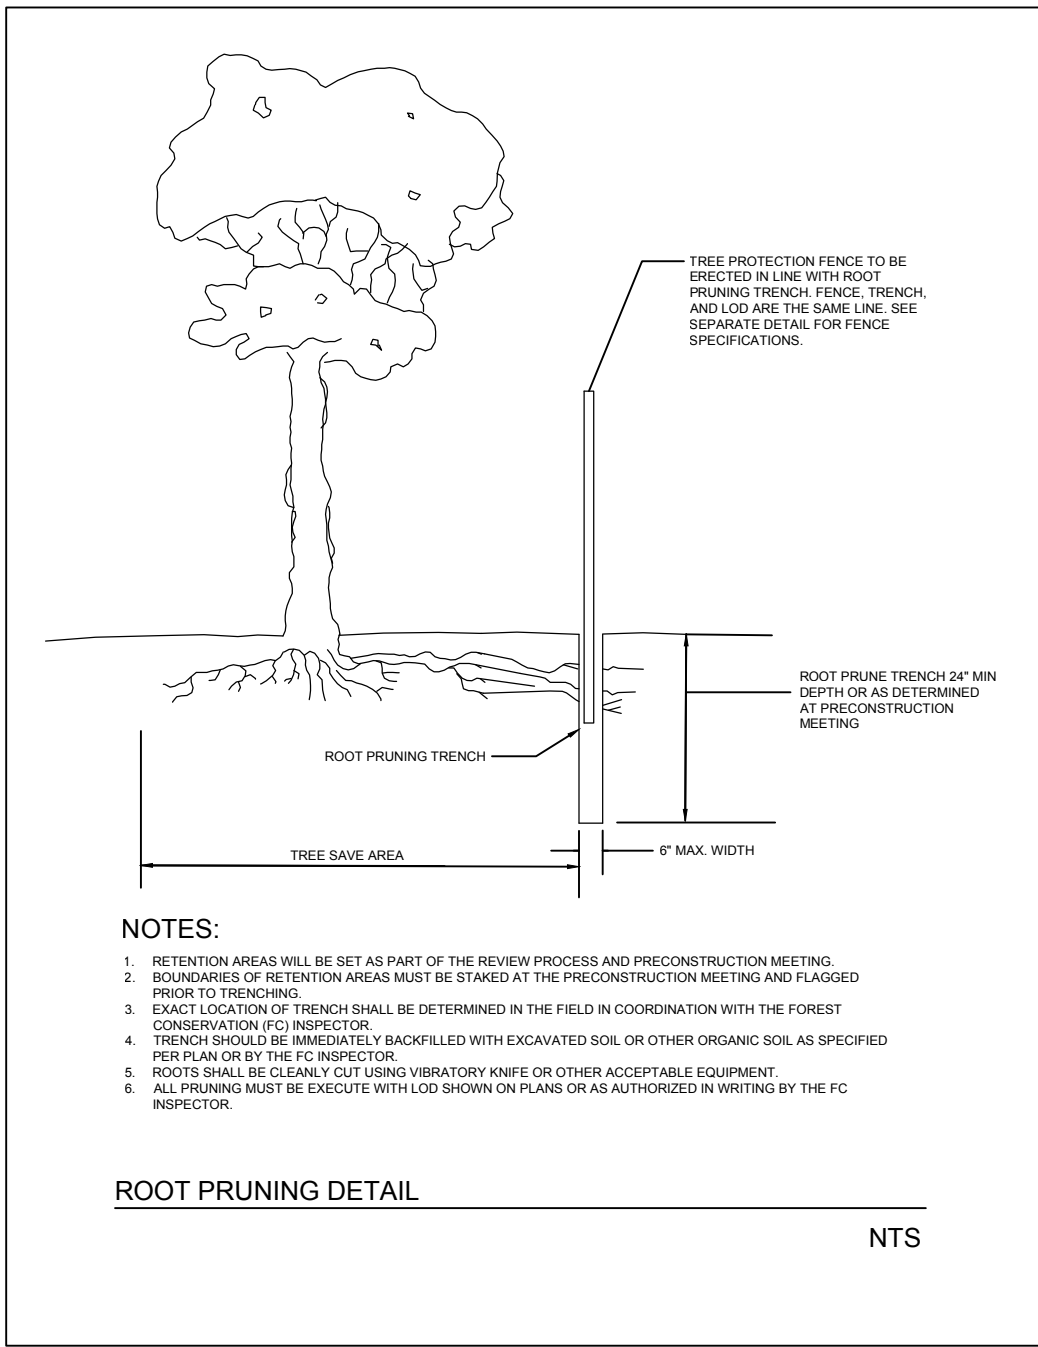 TREE PROTECTION FENCE TO BE
ERECTED IN LINE WITH ROOT
PRUNING TRENCH. FENCE, TRENCH,
AND LOD ARE THE SAME LINE. SEE
SEPARATE DETAIL FOR FENCE
SPECIFICATIONS.
ROOT PRUNE TRENCH 24" MIN
DEPTH OR AS DETERMINED
AT PRECONSTRUCTION
MEETING
ROOT PRUNING TRENCH
TREE SAVE AREA
6" MAX. WIDTH
NOTES:
1. RETENTION AREAS WILL BE SET AS PART OF THE REVIEW PROCESS AND PRECONSTRUCTION MEETING.
2. BOUNDARIES OF RETENTION AREAS MUST BE STAKED AT THE PRECONSTRUCTION MEETING AND FLAGGED
PRIOR TO TRENCHING.
3. EXACT LOCATION OF TRENCH SHALL BE DETERMINED IN THE FIELD IN COORDINATION WITH THE FOREST
CONSERVATION (FC) INSPECTOR.
4. TRENCH SHOULD BE IMMEDIATELY BACKFILLED WITH EXCAVATED SOIL OR OTHER ORGANIC SOIL AS SPECIFIED
PER PLAN OR BY THE FC INSPECTOR.
5. ROOTS SHALL BE CLEANLY CUT USING VIBRATORY KNIFE OR OTHER ACCEPTABLE EQUIPMENT.
6. ALL PRUNING MUST BE EXECUTE WITH LOD SHOWN ON PLANS OR AS AUTHORIZED IN WRITING BY THE FC
INSPECTOR.
ROOT PRUNING DETAIL
NTS